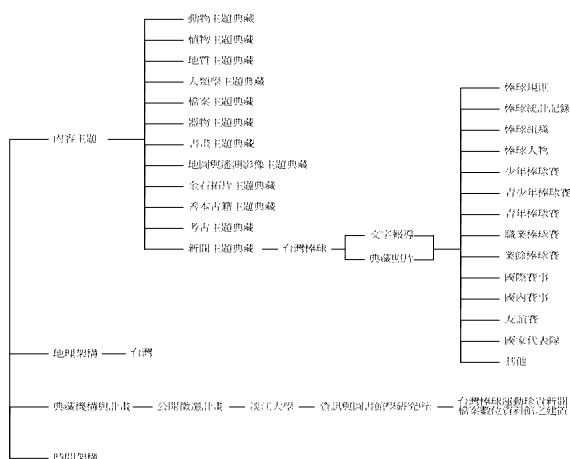 內容主題
動物主題典藏
植物主題典藏
地質主題典藏
人類學主題典藏
檔案主題典藏
器物主題典藏
書畫主題典藏
地圖與遙測影像主題典藏
金石拓片主題典藏
善本古籍主題典藏
考古主題典藏
新聞主題典藏
台灣棒球
文字報導
典藏照片
棒球規則
棒球統計記錄
棒球組織
棒球人物
少年棒球賽
青少年棒球賽
青年棒球賽
職業棒球賽
業餘棒球賽
國際賽事
國內賽事
友誼賽
國家代表隊
其他
地理架構
台灣
典藏機構與計畫
公開徵選計畫
淡江大學
資訊與圖書館學研究所
台灣棒球運動珍貴新聞
檔案數位資料館之建置
時間架構